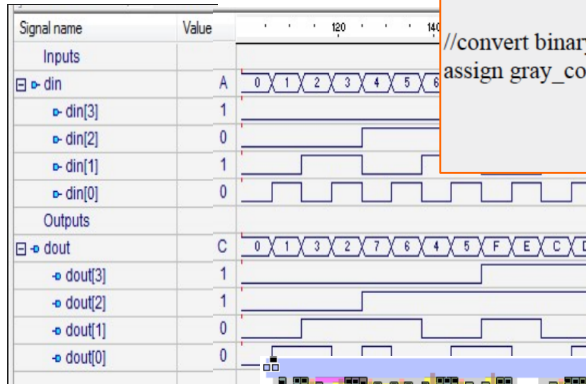 Signal name Value 120 140
//convert binary
assign gray_co
Inputs
din A 0 1 2 3 4 5 6
din[3] 1
din[2] 0
din[1] 1
din[0] 0
Outputs
dout C 0 1 3 2 7 6 4 5 F E C
dout[3] 1
dout[2] 1
dout[1] 0
dout[0] 0